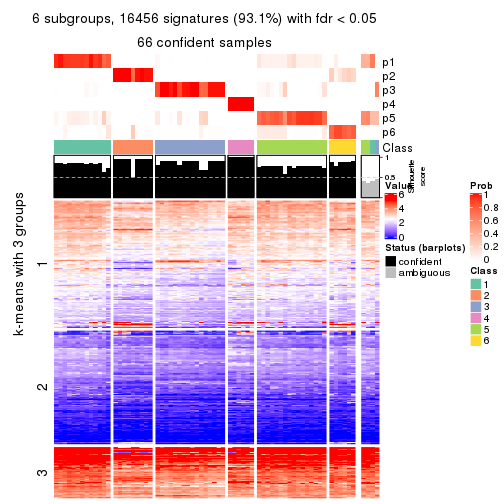 6 subgroups, 16456 signatures (93.1%) with fdr < 0.05
66 confident samples
p1
p2
p3
p4
p5
p6
Class
1
0.5
0
Silhouette
score
k-means with 3 groups
1
2
3
Value
6
4
2
0
Status (barplots)
confident
ambiguous
Prob
1
0.8
0.6
0.4
0.2
0
Class
1
2
3
4
5
6